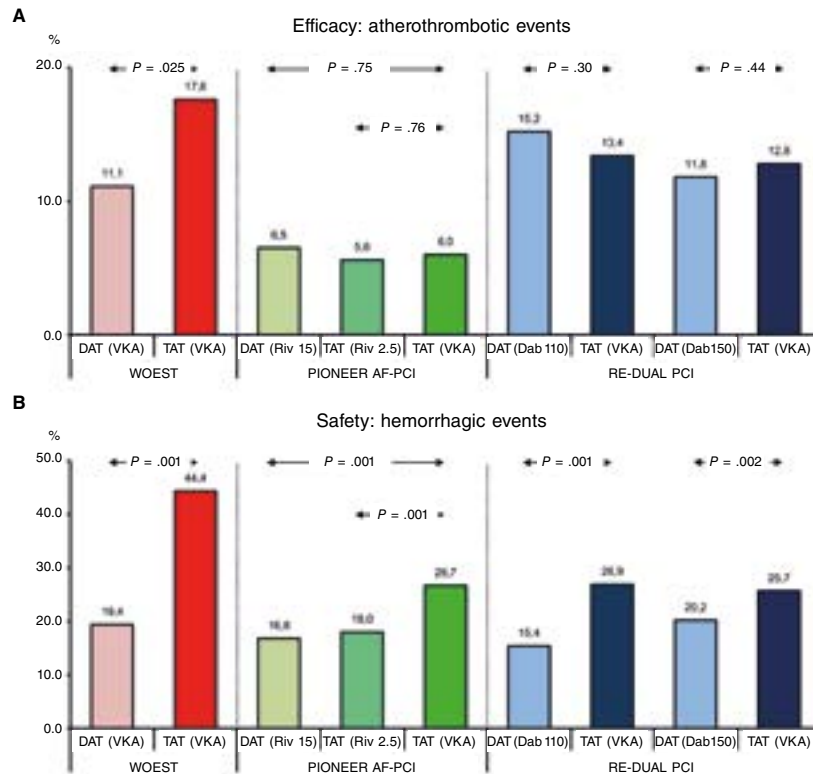 A
Efficacy: atherothrombotic events
%
20.0
10.0
0.0
P = .025
P = .75
P = .76
P = .30
P = .44
11,1
17,6
6,5
5,6
6,0
15,2
13,4
11,8
12,8
DAT (VKA) TAT (VKA) DAT (Riv 15) TAT (Riv 2.5) TAT (VKA) DAT (Dab 110) TAT (VKA) DAT (Dab150) TAT (VKA)
WOEST PIONEER AF-PCI RE-DUAL PCI
B
Safety: hemorrhagic events
%
50.0
40.0
30.0
20.0
10.0
0.0
P = .001
P = .001
P = .001
P = .001
P = .002
19,4
44,4
16,8
18,0
26,7
15,4
26,9
20,2
25,7
DAT (VKA) TAT (VKA) DAT (Riv 15) TAT (Riv 2.5) TAT (VKA) DAT (Dab 110) TAT (VKA) DAT (Dab150) TAT (VKA)
WOEST PIONEER AF-PCI RE-DUAL PCI